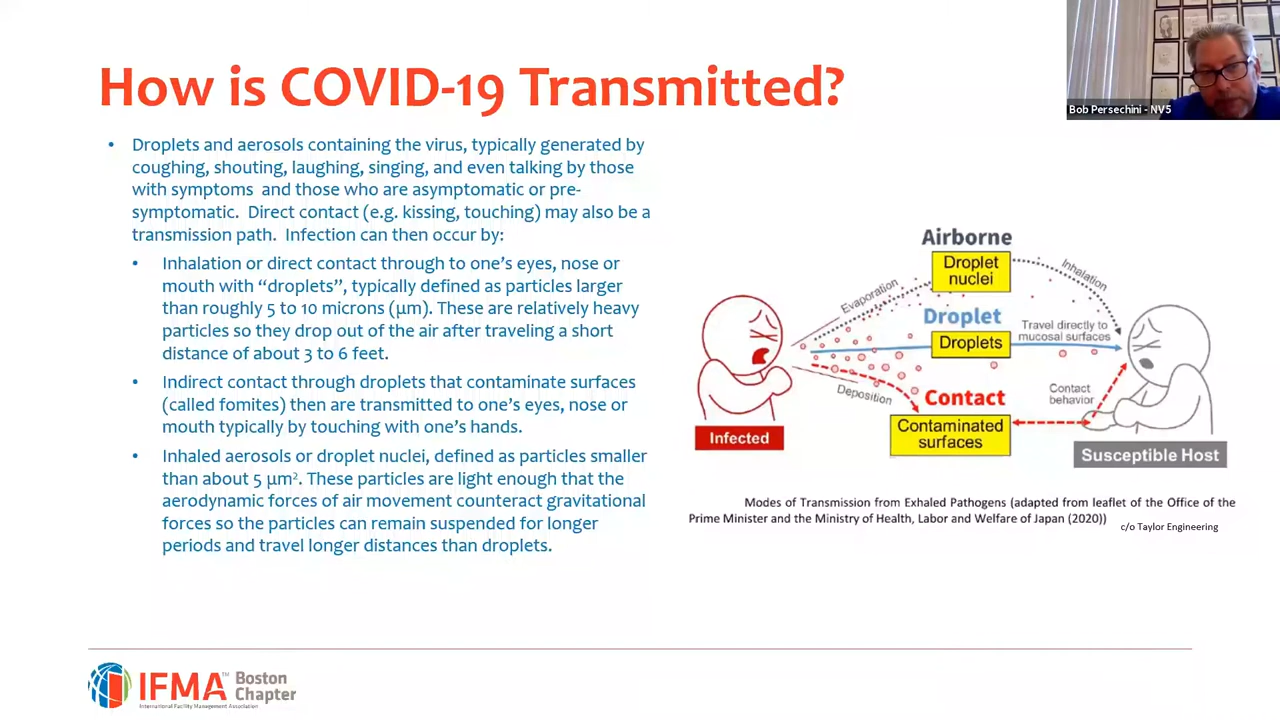 How is COVID-19 Transmitted?
Bob Persechini - NV5
• Droplets and aerosols containing the virus, typically generated by
coughing, shouting, laughing, singing, and even talking by those
with symptoms and those who are asymptomatic or pre-
symptomatic. Direct contact (e.g. kissing, touching) may also be a
transmission path. Infection can then occur by:
• Inhalation or direct contact through to one's eyes, nose or
mouth with "droplets", typically defined as particles larger
than roughly 5 to 10 microns (µm). These are relatively heavy
particles so they drop out of the air after traveling a short
distance of about 3 to 6 feet.
• Indirect contact through droplets that contaminate surfaces
(called fomites) then are transmitted to one's eyes, nose or
mouth typically by touching with one's hands.
• Inhaled aerosols or droplet nuclei, defined as particles smaller
than about 5 µm². These particles are light enough that the
aerodynamic forces of air movement counteract gravitational
forces so the particles can remain suspended for longer
periods and travel longer distances than droplets.
Airborne
Droplet
nuclei
Evaporation
Inhalation
Droplet
Droplets
Travel directly to
mucosal surfaces
Deposition
Contact
Contaminated
surfaces
Contact
behavior
Infected
Susceptible Host
Modes of Transmission from Exhaled Pathogens (adapted from leaflet of the Office of the
Prime Minister and the Ministry of Health, Labor and Welfare of Japan (2020))
c/o Taylor Engineering
IFMA™
Boston
Chapter
International Facility Management Association